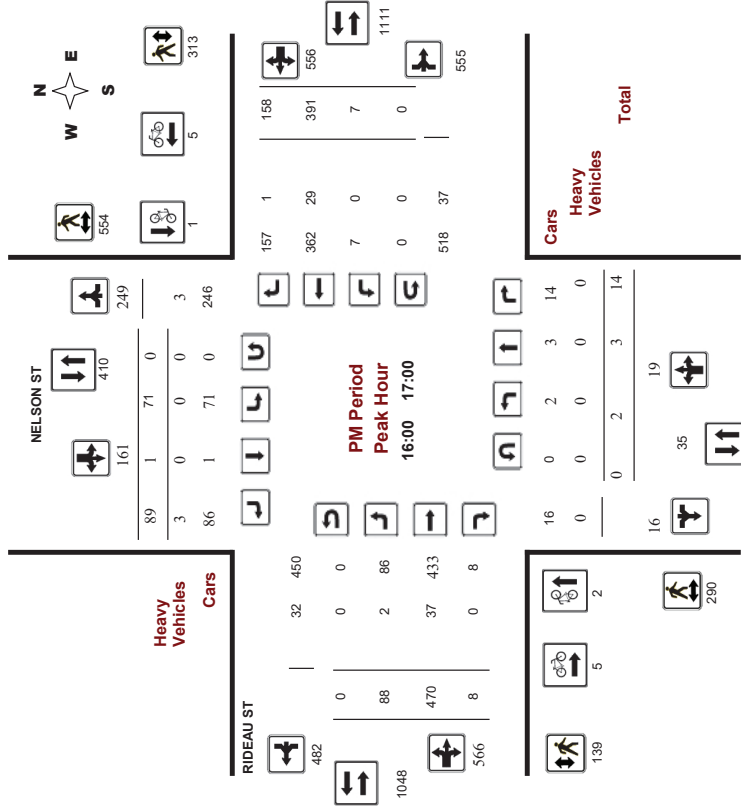 N
W E
S
554
313
5
1
NELSON ST
410
161
249
89 1 71 0
3 0 0 0 3
86 1 71 0 246
Heavy
Vehicles
Cars
RIDEAU ST
482
1048
566
32 450
0 0 0
88 2 86
470 37 433
8 0 8
PM Period
Peak Hour
16:00 17:00
157 1 158
362 29 391
7 0 7
0 0 0
518 37
556
1111
555
Cars
Heavy
Vehicles
Total
16 0 2 3 14
0 0 0 0 0
0 2 3 14
16
35
19
139
5
2
290